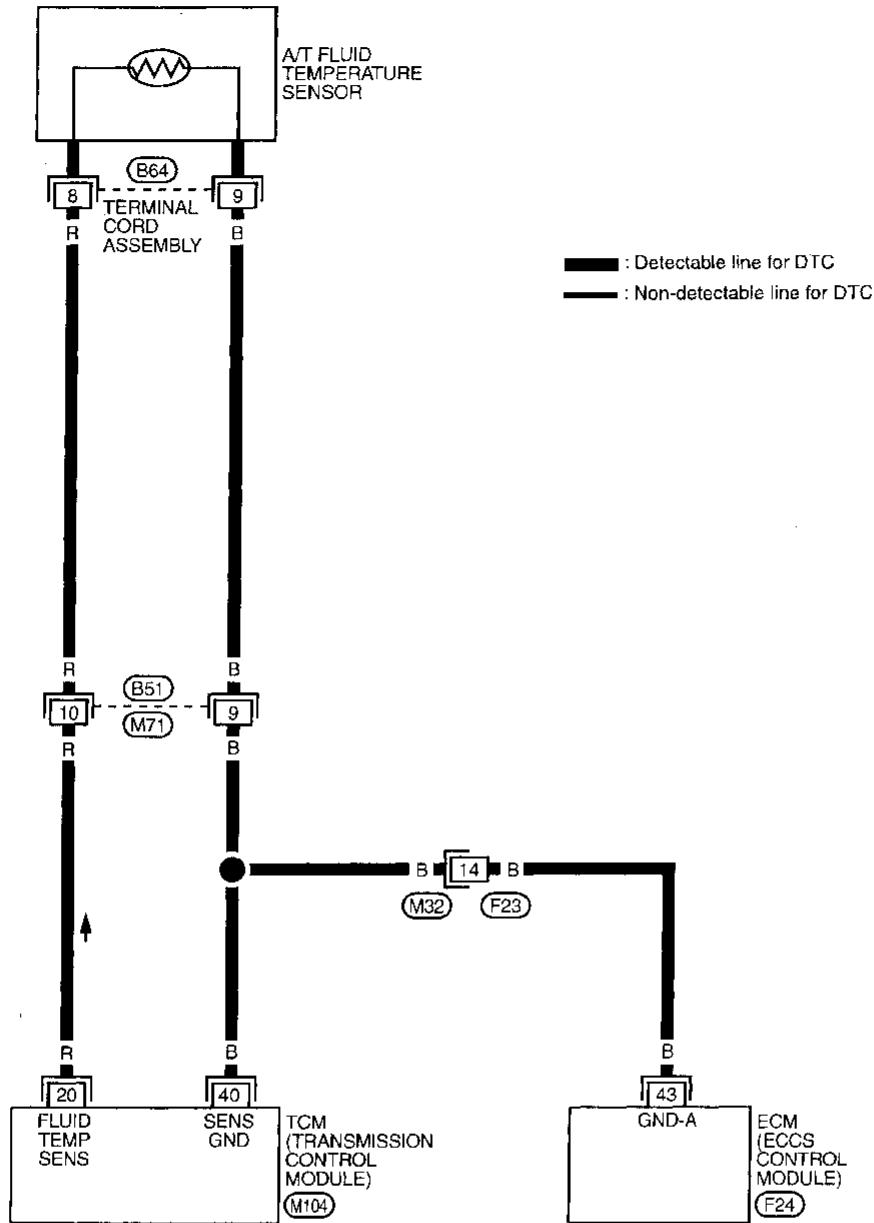 A/T FLUID
TEMPERATURE
SENSOR
B64
8
9
TERMINAL
CORD
ASSEMBLY
R
B
: Detectable line for DTC
: Non-detectable line for DTC
R
B
B51
10
9
M71
R
B
B
14
B
M32
F23
R
B
B
20
40
43
FLUID
TEMP
SENS
SENS
GND
TCM
(TRANSMISSION
CONTROL
MODULE)
M104
GND-A
ECM
(ECCS
CONTROL
MODULE)
F24